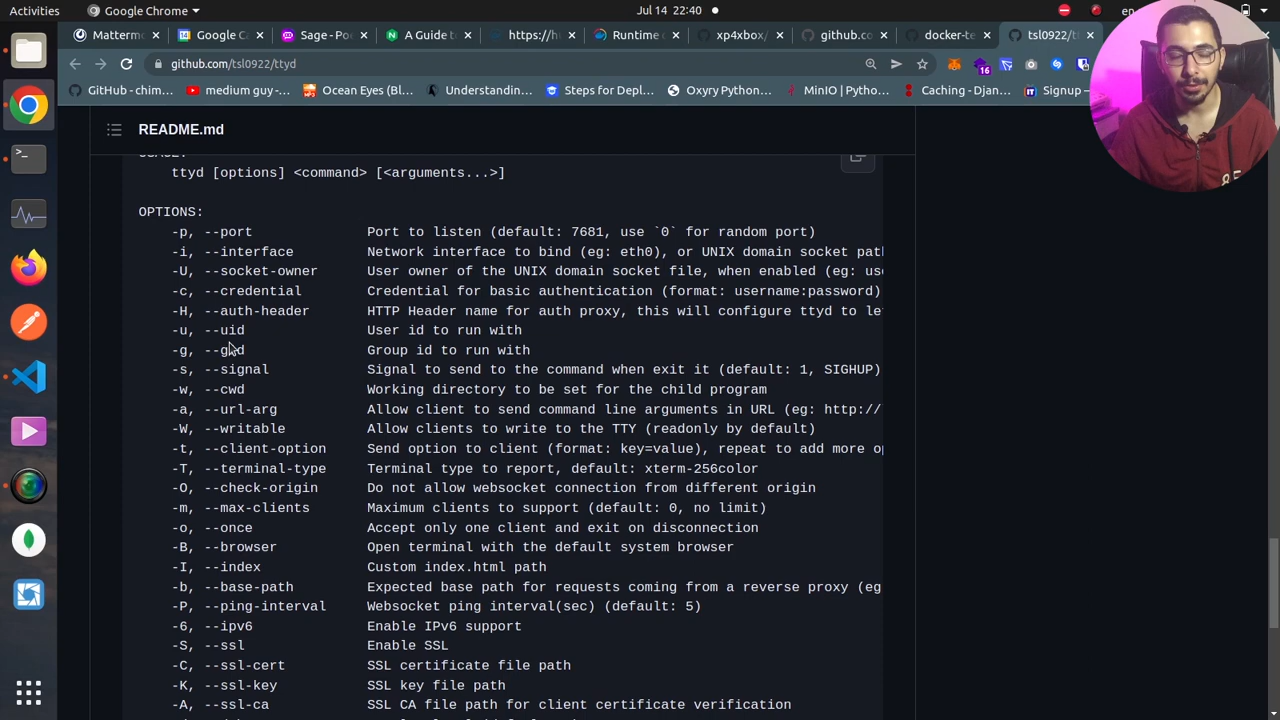 Activities
Google Chrome
Jul 14 22:40
en
Mattermo
Google Ca
Sage - Poe
A Guide to
https://hu
Runtime c
xp4xbox/
github.co
docker-te
tsl0922/tt
github.com/tsl0922/ttyd
16
GitHub - chim...
medium guy -...
Ocean Eyes (Bl...
Understanding...
Steps for Depl...
Oxyry Python...
MinIO | Python...
Caching - Djan...
Signup –
README.md
USAGE:
ttyd [options] <command> [<arguments...>]
OPTIONS:
-p, --port Port to listen (default: 7681, use `0` for random port)
-i, --interface Network interface to bind (eg: eth0), or UNIX domain socket path
-U, --socket-owner User owner of the UNIX domain socket file, when enabled (eg: use
-c, --credential Credential for basic authentication (format: username:password)
-H, --auth-header HTTP Header name for auth proxy, this will configure ttyd to le
-u, --uid User id to run with
-g, --gid Group id to run with
-s, --signal Signal to send to the command when exit it (default: 1, SIGHUP)
-w, --cwd Working directory to be set for the child program
-a, --url-arg Allow client to send command line arguments in URL (eg: http://
-W, --writable Allow clients to write to the TTY (readonly by default)
-t, --client-option Send option to client (format: key=value), repeat to add more op
-T, --terminal-type Terminal type to report, default: xterm-256color
-O, --check-origin Do not allow websocket connection from different origin
-m, --max-clients Maximum clients to support (default: 0, no limit)
-o, --once Accept only one client and exit on disconnection
-B, --browser Open terminal with the default system browser
-I, --index Custom index.html path
-b, --base-path Expected base path for requests coming from a reverse proxy (eg
-P, --ping-interval Websocket ping interval(sec) (default: 5)
-6, --ipv6 Enable IPv6 support
-S, --ssl Enable SSL
-C, --ssl-cert SSL certificate file path
-K, --ssl-key SSL key file path
-A, --ssl-ca SSL CA file path for client certificate verification